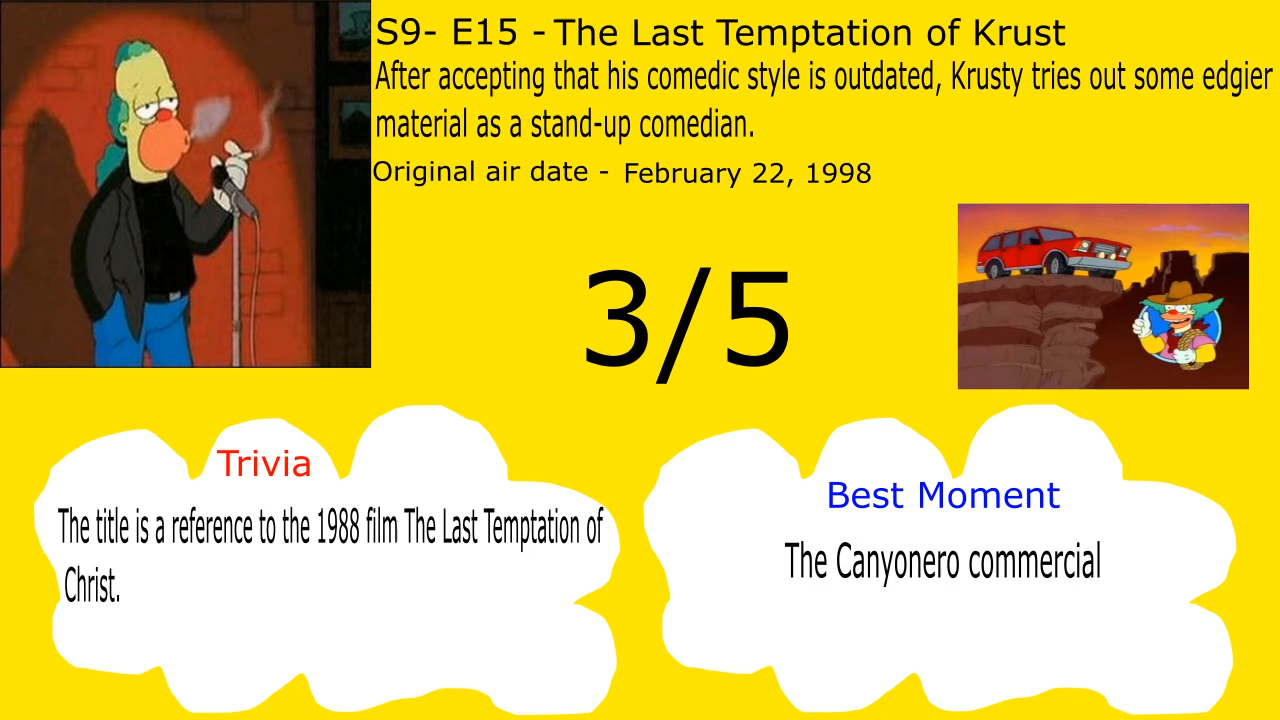 S9- E15 - The Last Temptation of Krust
After accepting that his comedic style is outdated, Krusty tries out some edgier
material as a stand-up comedian.
Original air date - February 22, 1998
3/5
Trivia
The title is a reference to the 1988 film The Last Temptation of
Christ.
Best Moment
The Canyonero commercial